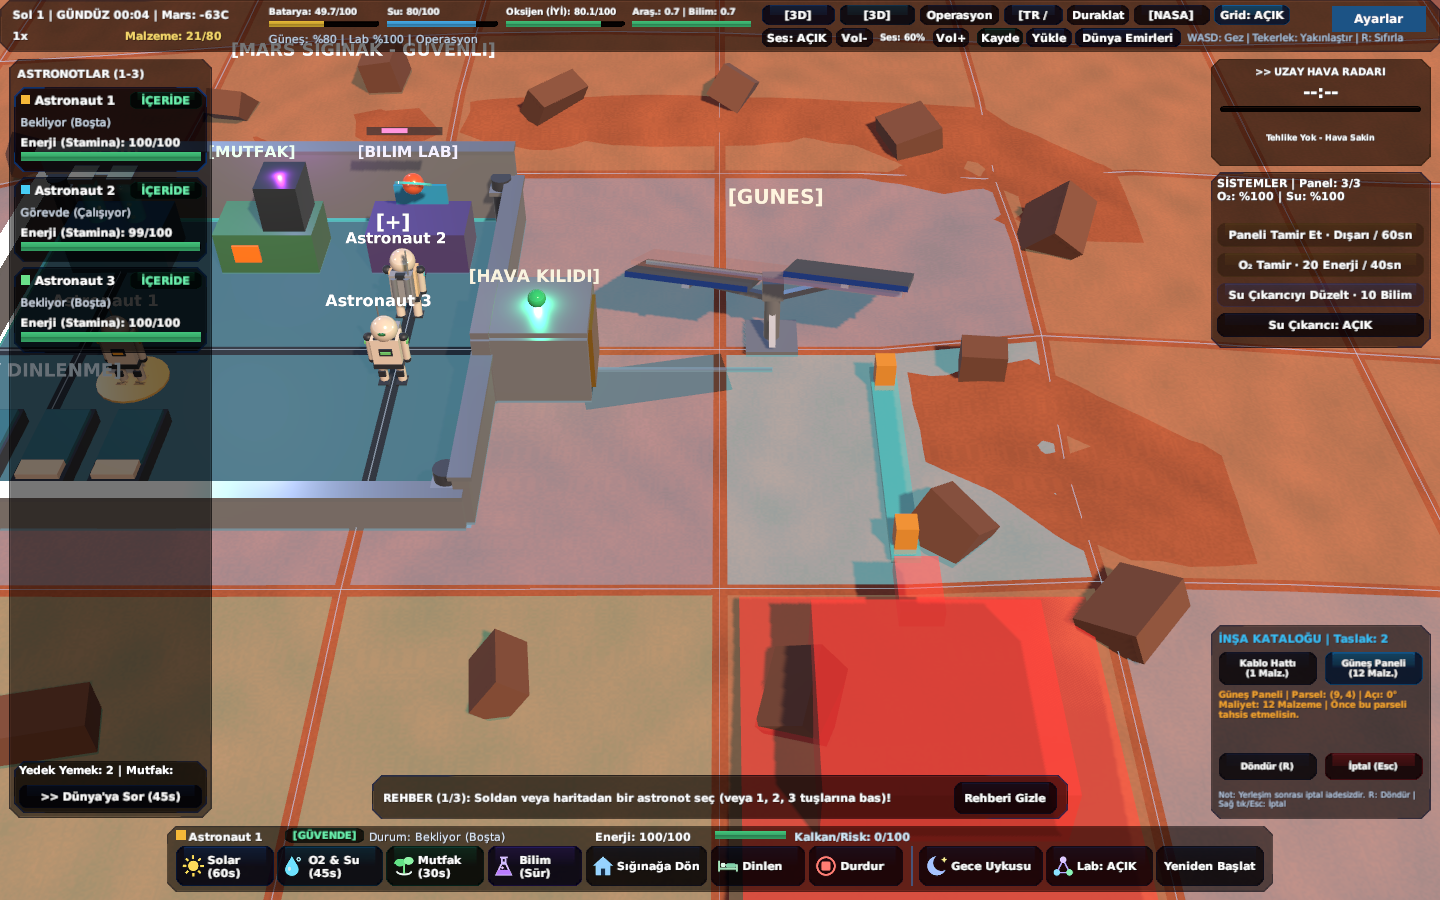 Sol 1 | GÜNDÜZ 00:04 | Mars: -63C
1x
Malzeme: 21/80
Batarya: 49.7/100
Su: 80/100
Oksijen (İYİ): 80.1/100
Araş.: 0.7 | Bilim: 0.7
Güneş: %80 | Lab %100 | Operasyon
[MARS SIGINAK - GUVENLI]
[3D]
[3D]
Operasyon
[TR /
Duraklat
[NASA]
Grid: AÇIK
Ayarlar
Ses: AÇIK
Vol-
Ses: 60%
Vol+
Kayde
Yükle
Dünya Emirleri
WASD: Gez | Tekerlek: Yakınlaştır | R: Sıfırla
ASTRONOTLAR (1-3)
Astronaut 1
İÇERİDE
Bekliyor (Boşta)
Enerji (Stamina): 100/100
Astronaut 2
İÇERİDE
Görevde (Çalışıyor)
Enerji (Stamina): 99/100
Astronaut 3
İÇERİDE
Bekliyor (Boşta)
Enerji (Stamina): 100/100
DINLENME
Yedek Yemek: 2 | Mutfak:
>> Dünya'ya Sor (45s)
[MUTFAK]
[BILIM LAB]
[+]
Astronaut 2
Astronaut 3
[HAVA KILIDI]
[GUNES]
>> UZAY HAVA RADARI
--:--
Tehlike Yok - Hava Sakin
SİSTEMLER | Panel: 3/3
O₂: %100 | Su: %100
Paneli Tamir Et · Dışarı / 60sn
O₂ Tamir · 20 Enerji / 40sn
Su Çıkarıcıyı Düzelt · 10 Bilim
Su Çıkarıcı: AÇIK
İNŞA KATALOĞU | Taslak: 2
Kablo Hattı
(1 Malz.)
Güneş Paneli
(12 Malz.)
Güneş Paneli | Parsel: (9, 4) | Açı: 0°
Maliyet: 12 Malzeme | Önce bu parseli
tahsis etmelisin.
Döndür (R)
İptal (Esc)
Not: Yerleşim sonrası iptal iadesizdir. R: Döndür |
Sağ tık/Esc: İptal
REHBER (1/3): Soldan veya haritadan bir astronot seç (veya 1, 2, 3 tuşlarına bas)!
Rehberi Gizle
Astronaut 1
[GÜVENDE]
Durum: Bekliyor (Boşta)
Enerji: 100/100
Kalkan/Risk: 0/100
Solar
(60s)
O2 & Su
(45s)
Mutfak
(30s)
Bilim
(Sür)
Sığınağa Dön
Dinlen
Durdur
Gece Uykusu
Lab: AÇIK
Yeniden Başlat